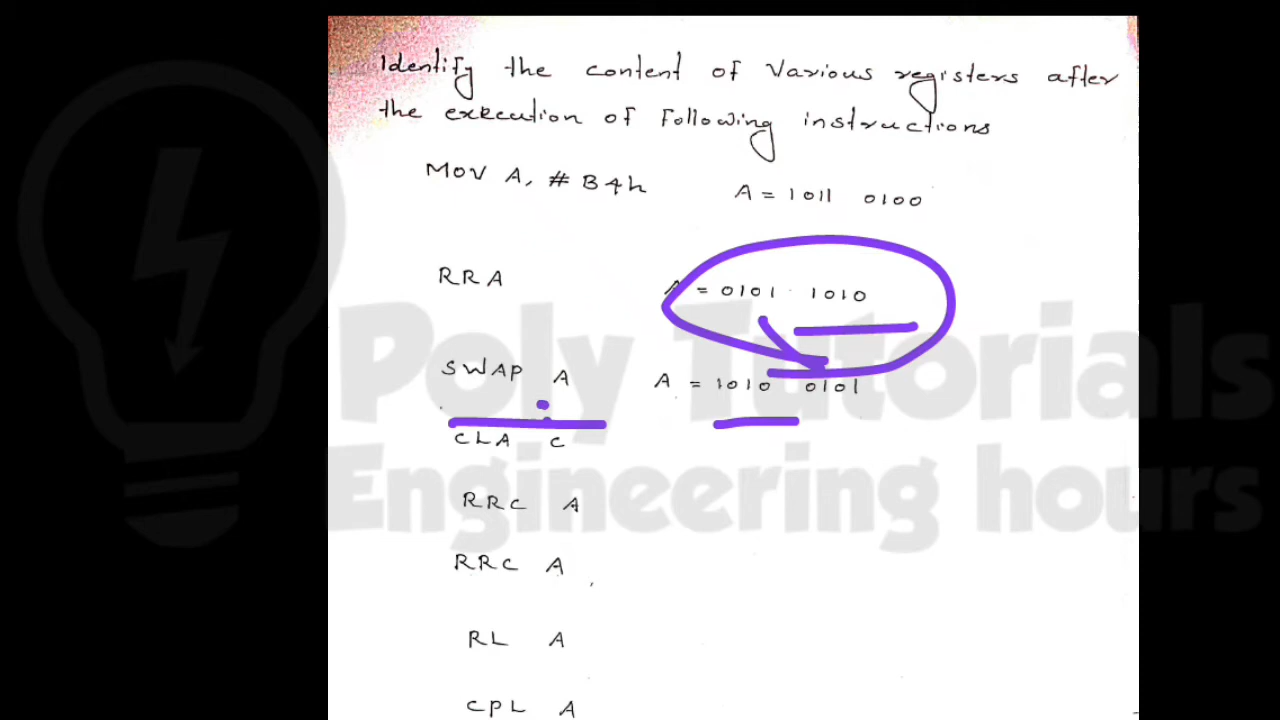 Identify the content of Various registers after
the execution of Following instructions
MOV A, # B4h A = 1011 0100
RRA A = 0101 1010
SWAP A A = 1010 0101
CLA C
RRC A
RRC A
RL A
CPL A
Poly Tutorials
Engineering hours